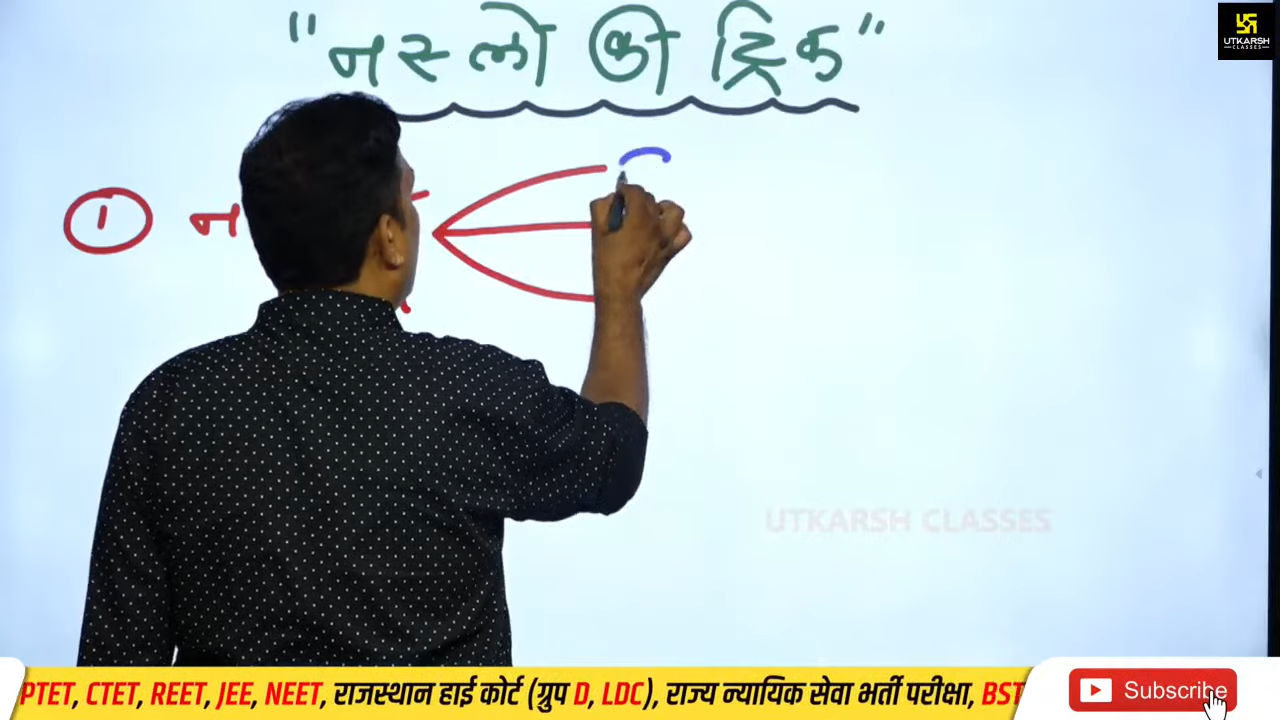 UTKARSH
CLASSES
"नस्लो की ट्रिक"
① न
UTKARSH CLASSES
PTET, CTET, REET, JEE, NEET, राजस्थान हाई कोर्ट (ग्रुप D, LDC), राज्य न्यायिक सेवा भर्ती परीक्षा, BST
Subscribe